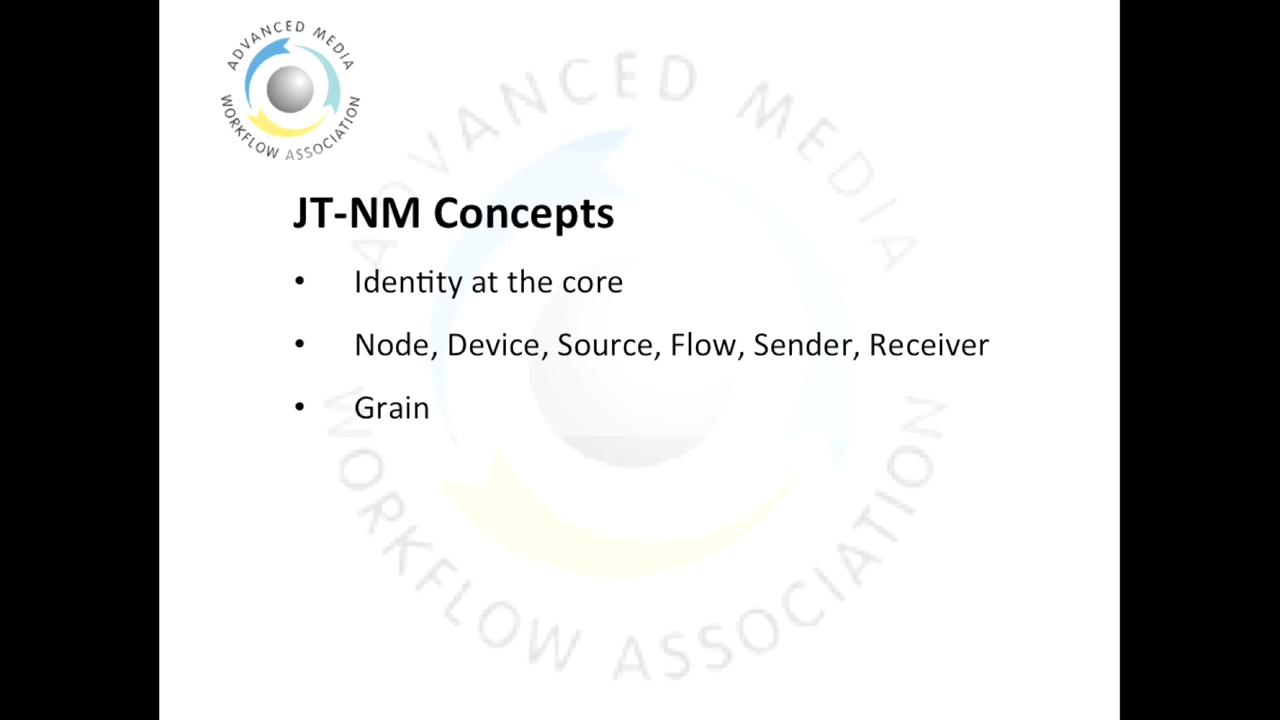 ADVANCED MEDIA
WORKFLOW ASSOCIATION
ADVANCED MEDIA
WORKFLOW ASSOCIATION
JT-NM Concepts
• Identity at the core
• Node, Device, Source, Flow, Sender, Receiver
• Grain